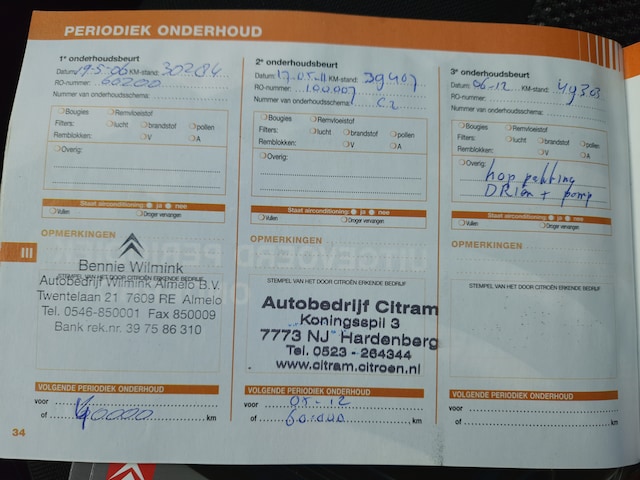 PERIODIEK ONDERHOUD
1e onderhoudsbeurt
Datum: 19-5-06 KM-stand: 30284
RO-nummer: 60200
Nummer van onderhoudsschema:
Bougies Remvloeistof
Filters: lucht brandstof pollen
Remblokken: V A
Overig:
Staat airconditioning: ja nee
Vullen Droger vervangen
OPMERKINGEN
STEMPEL VAN HET DOOR CITROËN ERKENDE BEDRIJF
Bennie Wilmink
Autobedrijf Wilmink Almelo B.V.
Twentelaan 21 7609 RE Almelo
Tel. 0546-850001 Fax 850009
Bank rek.nr. 39 75 86 310
VOLGENDE PERIODIEK ONDERHOUD
voor
of 40000 km
2e onderhoudsbeurt
Datum: 17-05-11 KM-stand: 39407
RO-nummer: 100007
Nummer van onderhoudsschema: C2
Bougies Remvloeistof
Filters: lucht brandstof pollen
Remblokken: V A
Overig:
Staat airconditioning: ja nee
Vullen Droger vervangen
OPMERKINGEN
STEMPEL VAN HET DOOR CITROËN ERKENDE BEDRIJF
Autobedrijf Citram
Koningsspil 3
7773 NJ Hardenberg
Tel. 0523 - 264344
www.citram.citroen.nl
VOLGENDE PERIODIEK ONDERHOUD
voor 05-12
of 60.000 km
3e onderhoudsbeurt
Datum: 06-12 KM-stand: 49303
RO-nummer:
Nummer van onderhoudsschema:
Bougies Remvloeistof
Filters: lucht brandstof pollen
Remblokken: V A
Overig: kop pakking
+ pomp
Staat airconditioning: ja nee
Vullen Droger vervangen
OPMERKINGEN
STEMPEL VAN HET DOOR CITROËN ERKENDE BEDRIJF
VOLGENDE PERIODIEK ONDERHOUD
voor
of km
III
34